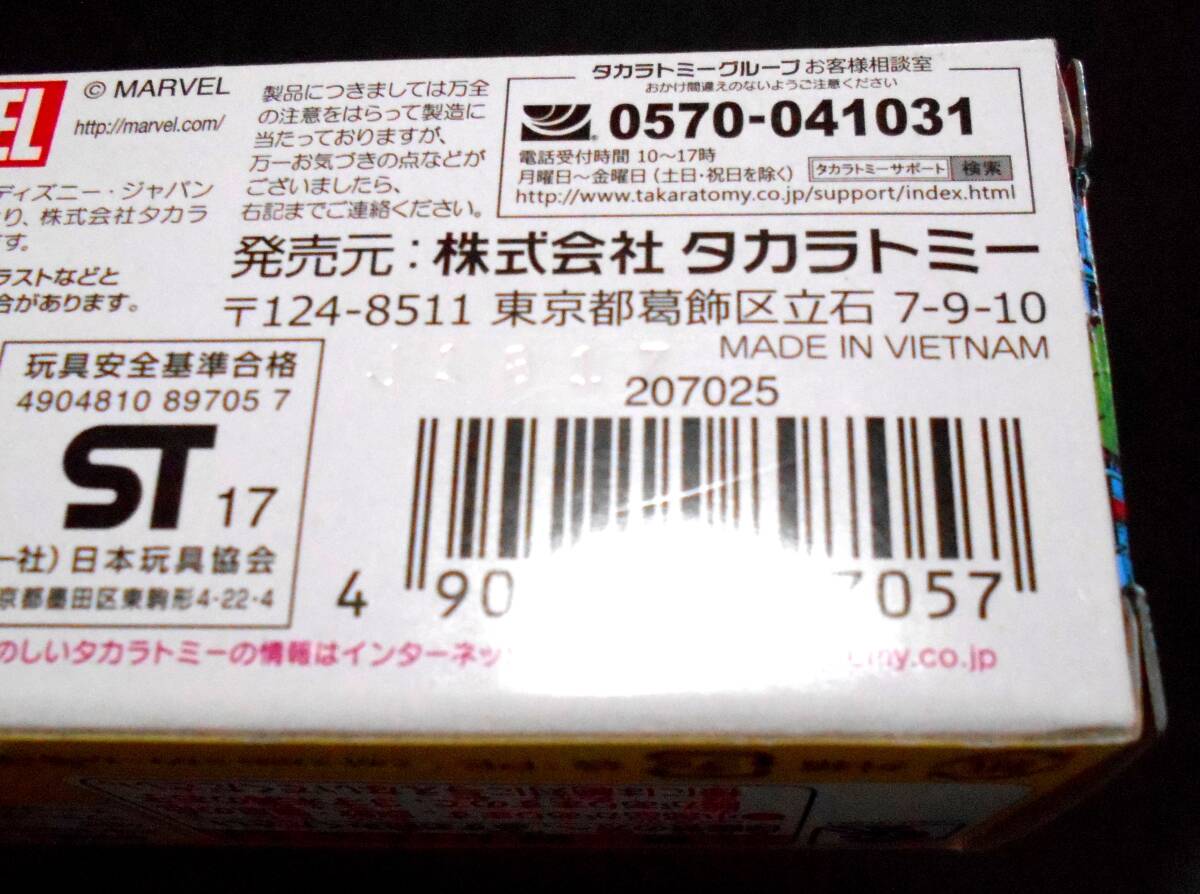 EL
© MARVEL
http://marvel.com/
ディズニー・ジャパン
り、株式会社タカラ
す。
ラストなどと
合があります。
製品につきましては万全
の注意をはらって製造に
当たっておりますが、
万一お気づきの点などが
ございましたら、
右記までご連絡ください。
タカラトミーグループ お客様相談室
おかけ間違えのないようご注意ください
0570-041031
電話受付時間 10〜17時
月曜日〜金曜日（土日・祝日を除く）
タカラトミーサポート 検索
http://www.takaratomy.co.jp/support/index.html
発売元：株式会社 タカラトミー
〒124-8511 東京都葛飾区立石 7-9-10
MADE IN VIETNAM
玩具安全基準合格
4904810 89705 7
ST 17
社）日本玩具協会
京都墨田区東駒形4-22-4
207025
4 90 7057
のしいタカラトミーの情報はインターネッ
my.co.jp